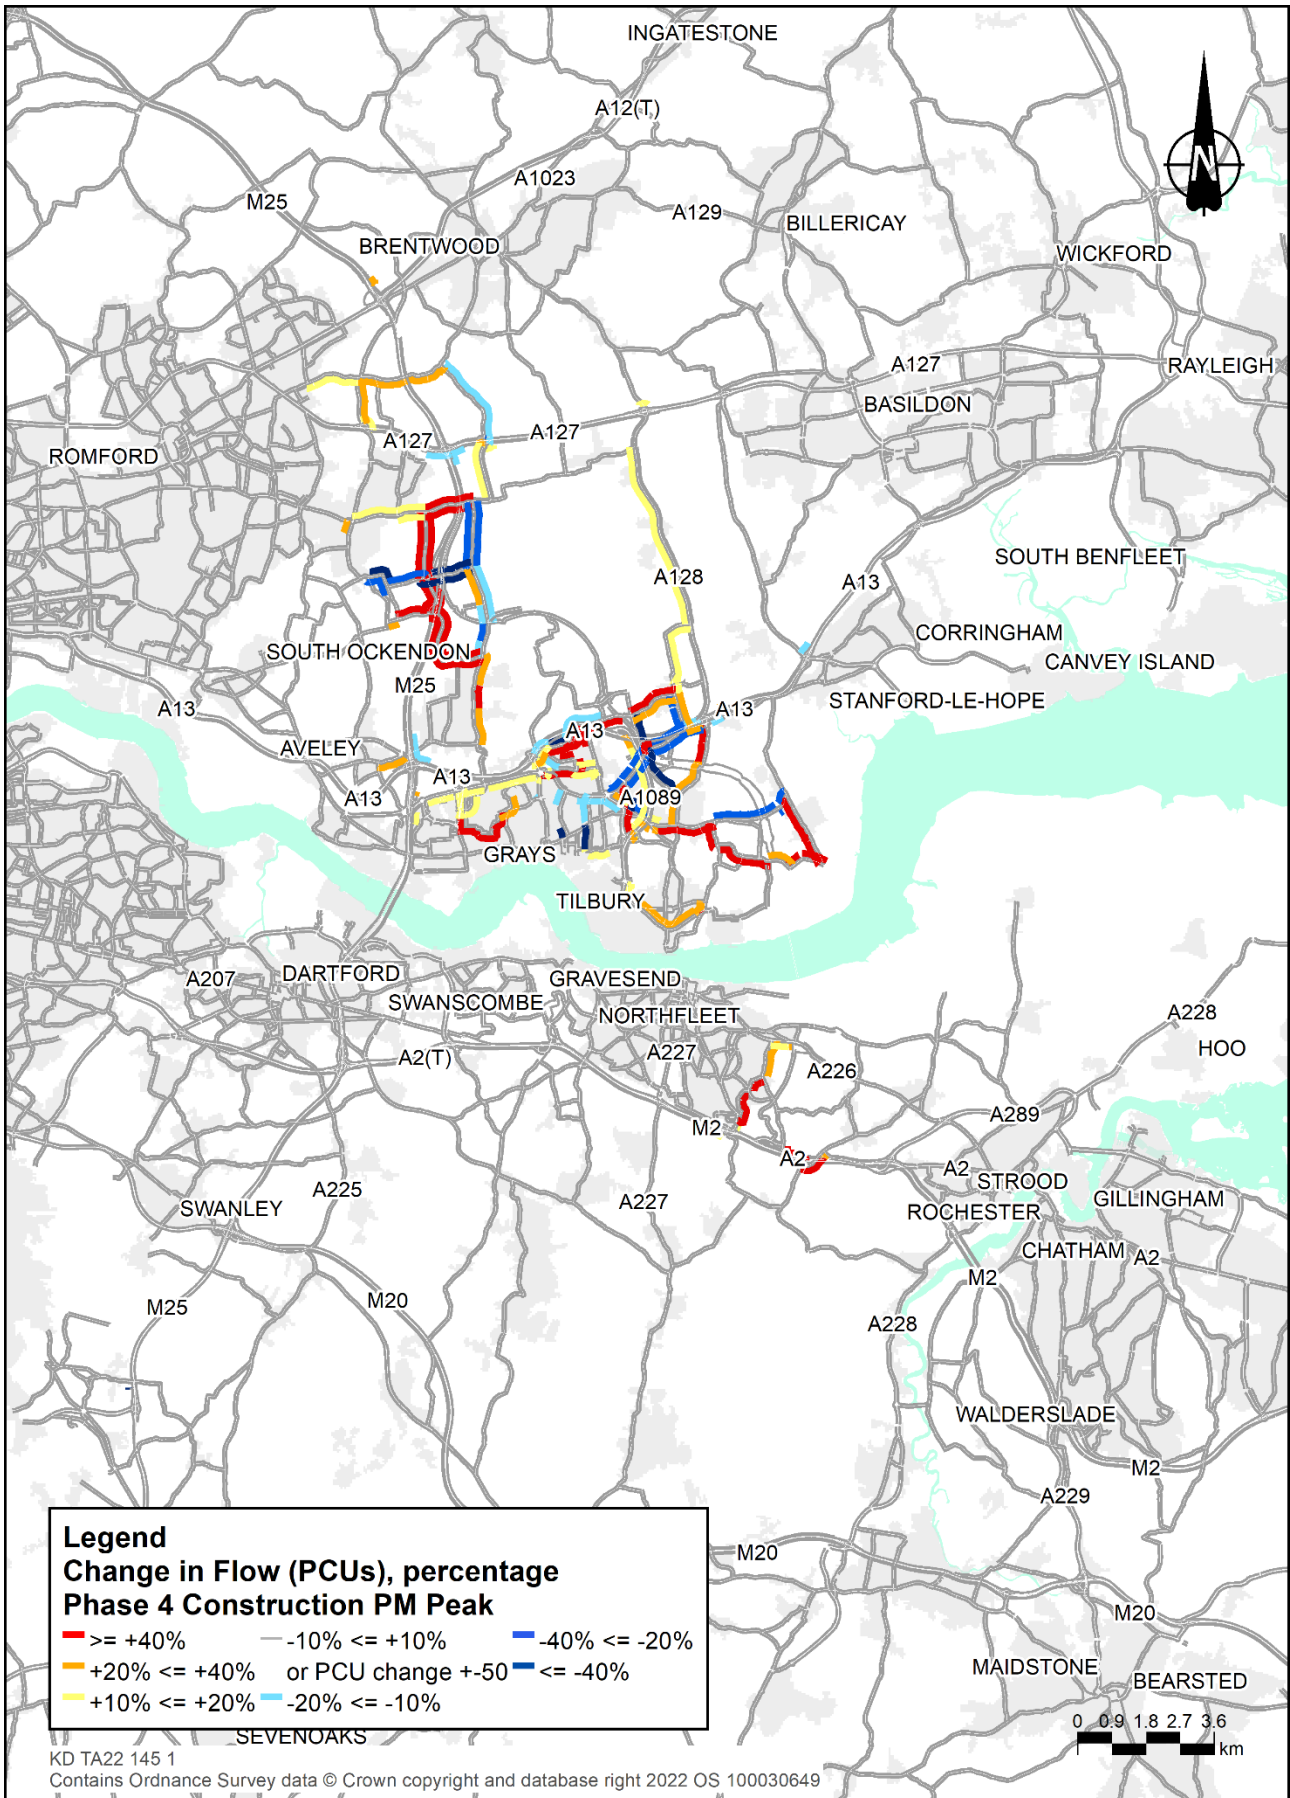 INGATESTONE
A12(T)
A1023
M25
A129
BILLERICAY
BRENTWOOD
WICKFORD
N
A127
RAYLEIGH
BASILDON
A127
A127
ROMFORD
SOUTH BENFLEET
A128
A13
CORRINGHAM
SOUTH OCKENDON
CANVEY ISLAND
M25
STANFORD-LE-HOPE
A13
A13
A13
AVELEY
A13
A13
A1089
GRAYS
TILBURY
A207
DARTFORD
GRAVESEND
SWANSCOMBE
NORTHFLEET
A228
HOO
A2(T)
A227
A226
A289
M2
A2
A2
STROOD
A225
SWANLEY
A227
GILLINGHAM
ROCHESTER
CHATHAM
A2
M2
M25
M20
A228
WALDERSLADE
M2
A229
M20
M20
MAIDSTONE
BEARSTED
Legend
Change in Flow (PCUs), percentage
Phase 4 Construction PM Peak
>= +40%
+20% <= +40%
+10% <= +20%
-10% <= +10%
or PCU change +-50
-20% <= -10%
-40% <= -20%
<= -40%
SEVENOAKS
0 0.9 1.8 2.7 3.6
km
KD TA22 145 1
Contains Ordnance Survey data © Crown copyright and database right 2022 OS 100030649